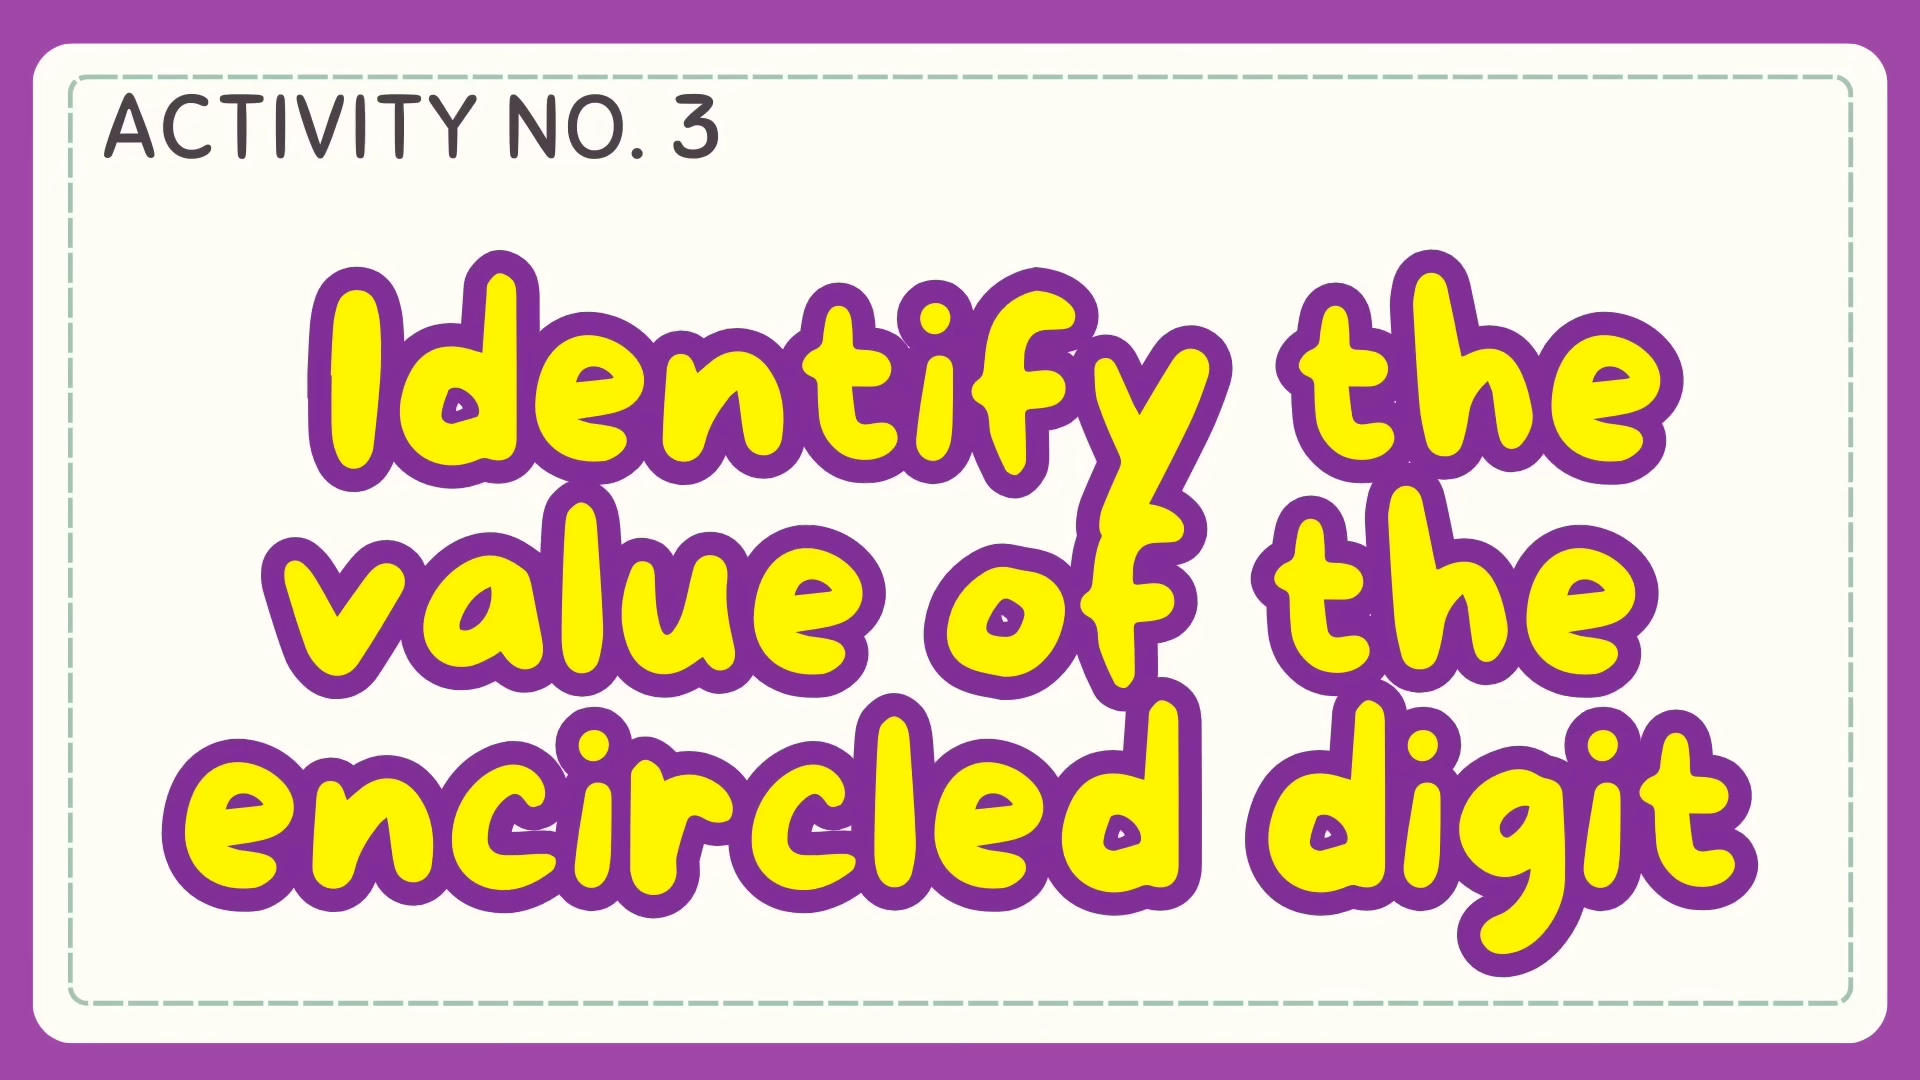 ACTIVITY NO. 3
Identify the
value of the
encircled digit